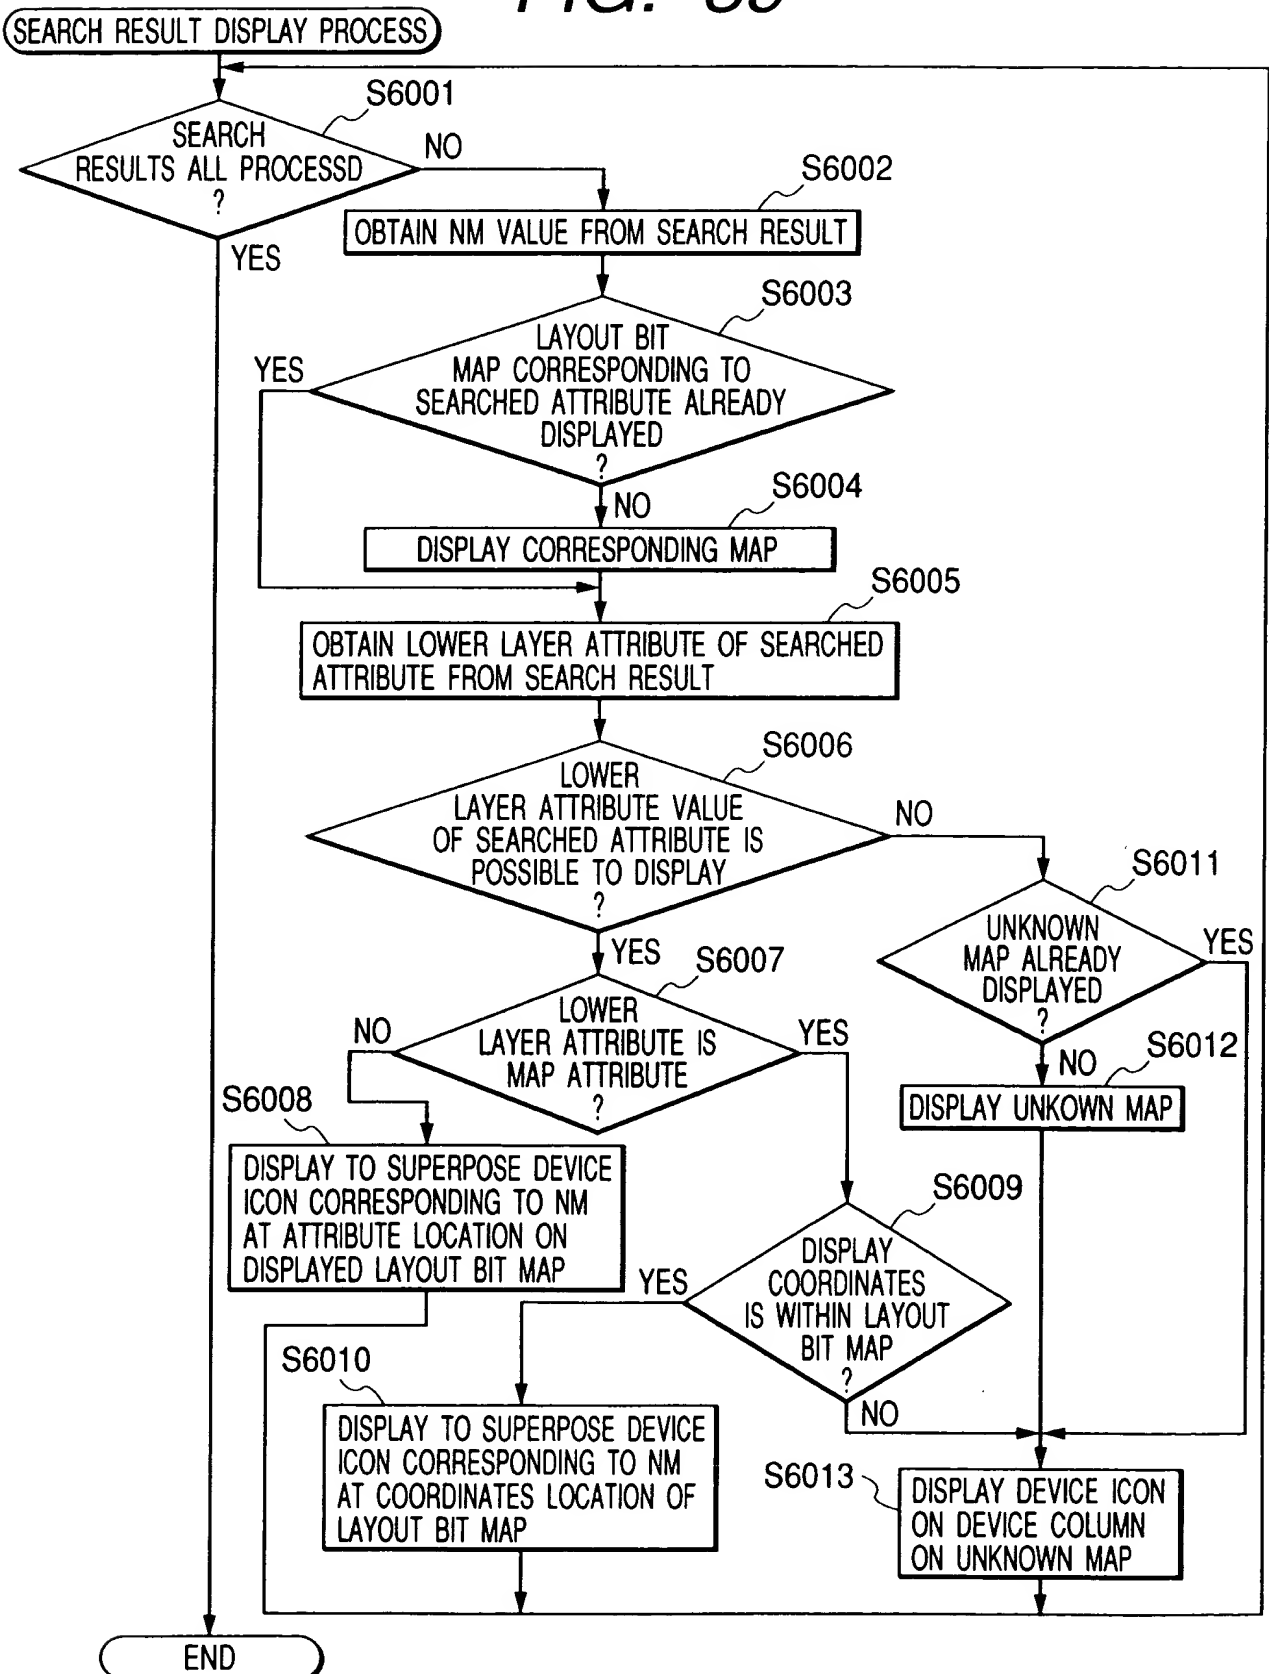 FIG.
SEARCH RESULT DISPLAY PROCESS
S6001
SEARCH
RESULTS ALL PROCESSD
?
NO
YES
S6002
OBTAIN NM VALUE FROM SEARCH RESULT
S6003
LAYOUT BIT
MAP CORRESPONDING TO
SEARCHED ATTRIBUTE ALREADY
DISPLAYED
?
YES
NO
S6004
DISPLAY CORRESPONDING MAP
S6005
OBTAIN LOWER LAYER ATTRIBUTE OF SEARCHED
ATTRIBUTE FROM SEARCH RESULT
S6006
LOWER
LAYER ATTRIBUTE VALUE
OF SEARCHED ATTRIBUTE IS
POSSIBLE TO DISPLAY
?
NO
YES
S6011
UNKNOWN
MAP ALREADY
DISPLAYED
?
YES
NO
S6007
LOWER
LAYER ATTRIBUTE IS
MAP ATTRIBUTE
?
NO
YES
S6012
DISPLAY UNKOWN MAP
S6008
DISPLAY TO SUPERPOSE DEVICE
ICON CORRESPONDING TO NM
AT ATTRIBUTE LOCATION ON
DISPLAYED LAYOUT BIT MAP
S6009
DISPLAY
COORDINATES
IS WITHIN LAYOUT
BIT MAP
?
YES
NO
S6010
DISPLAY TO SUPERPOSE DEVICE
ICON CORRESPONDING TO NM
AT COORDINATES LOCATION OF
LAYOUT BIT MAP
S6013
DISPLAY DEVICE ICON
ON DEVICE COLUMN
ON UNKNOWN MAP
END